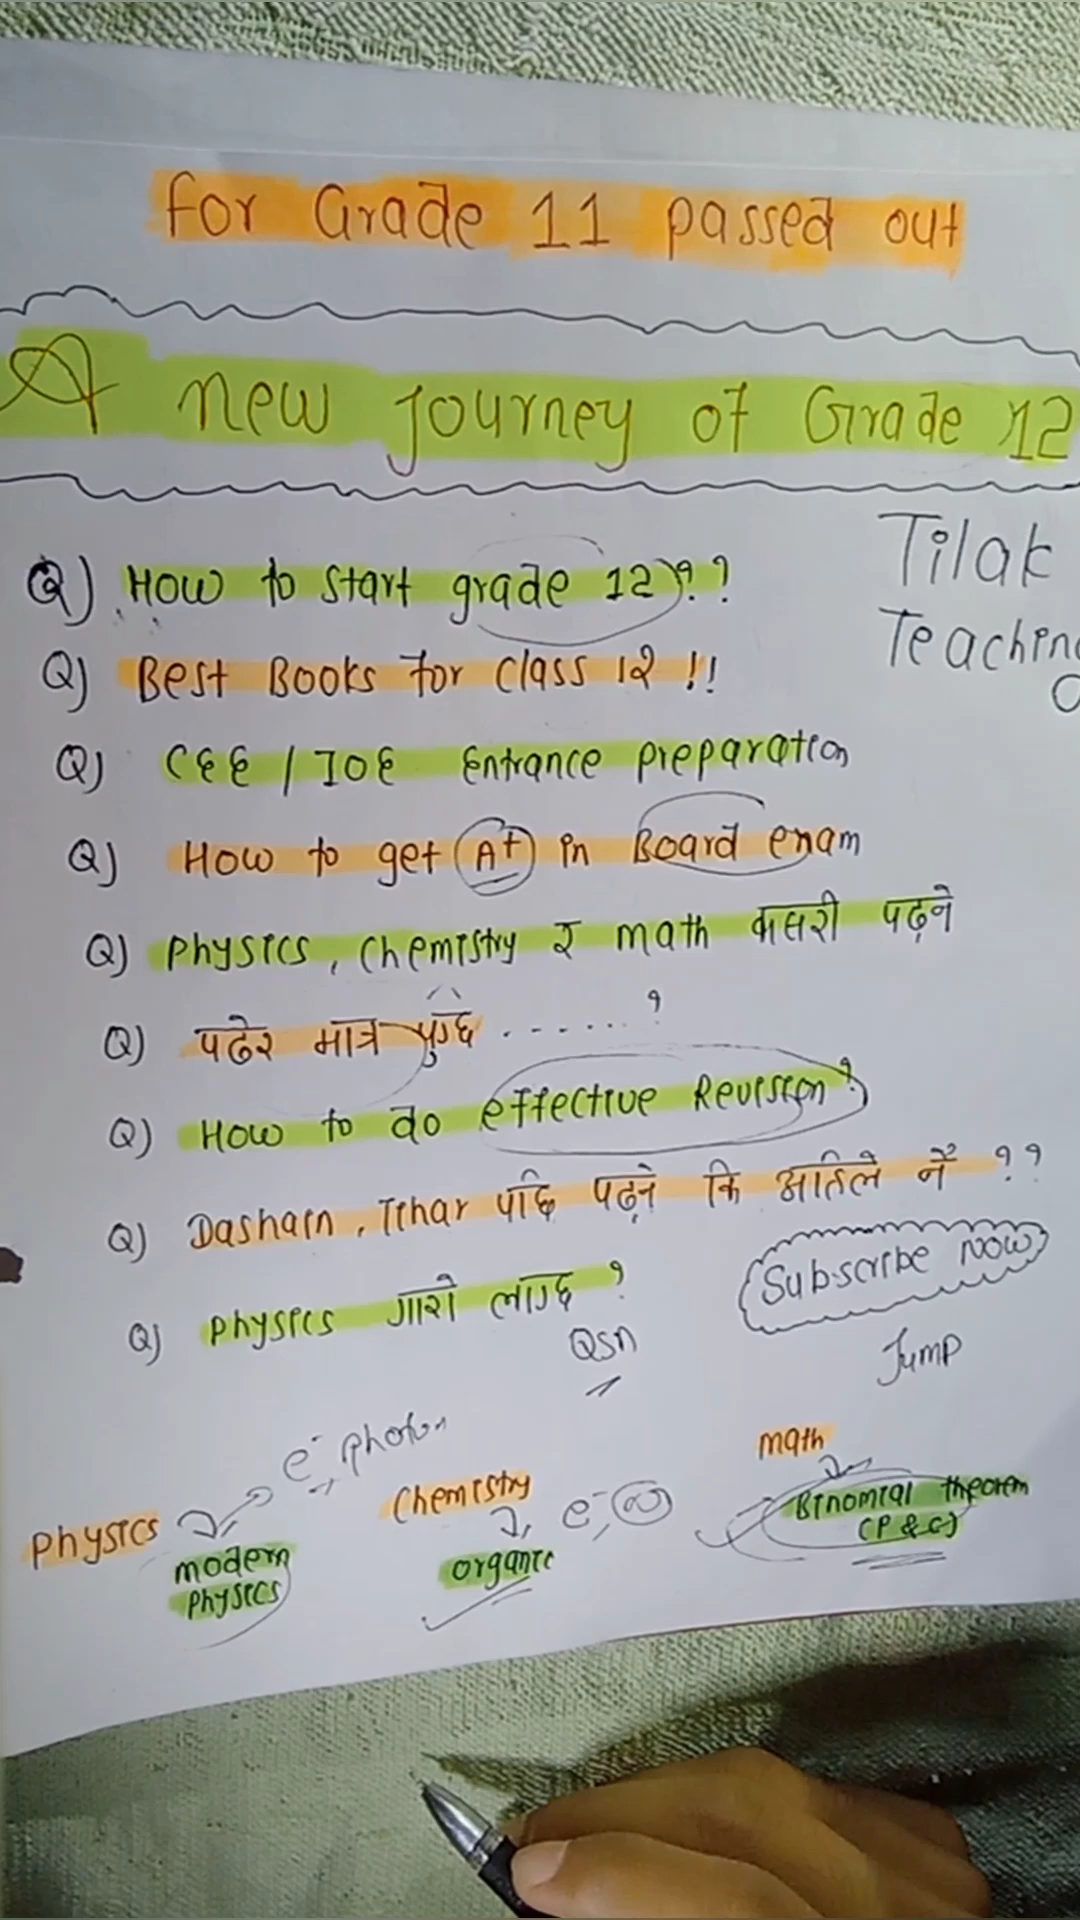 For Grade 11 passed out
A new journey of Grade 12
Tilak
Teaching
Q) How to start grade 12 ??
Q) Best Books for class 12 !!
Q) CEE / IOE Entrance preparation
Q) How to get A+ in Board exam
Q) Physics, Chemistry र math कसरी पढ्ने
Q) पढेर मात्र पुग्छ ......?
Q) How to do effective Revision?
Q) Dashain, Tihar पछि पढ्ने कि अहिले नै ??
Q) Physics गारो लाग्छ ?
Subscribe Now
Qsn
Jump
e⁻, photon
Physics
modern
physics
Chemistry
e⁻,
organic
math
Binomial theorem
(P & C)